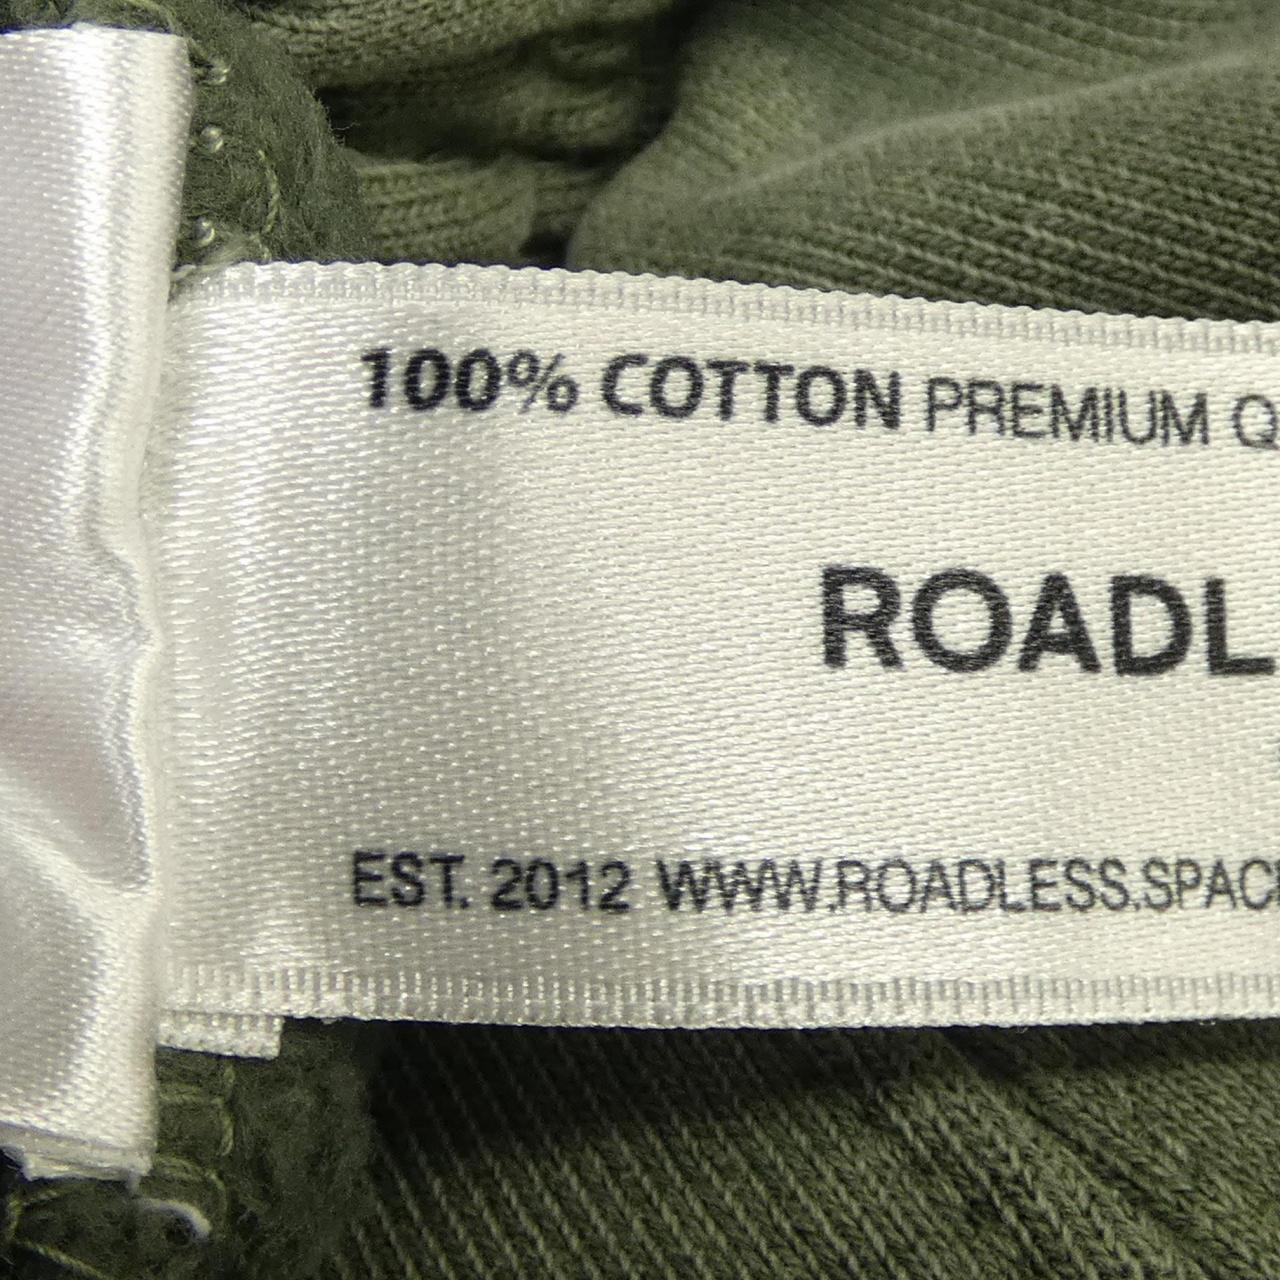 100% COTTON PREMIUM
ROADL
EST. 2012 WWW.ROADLESS.SPAC